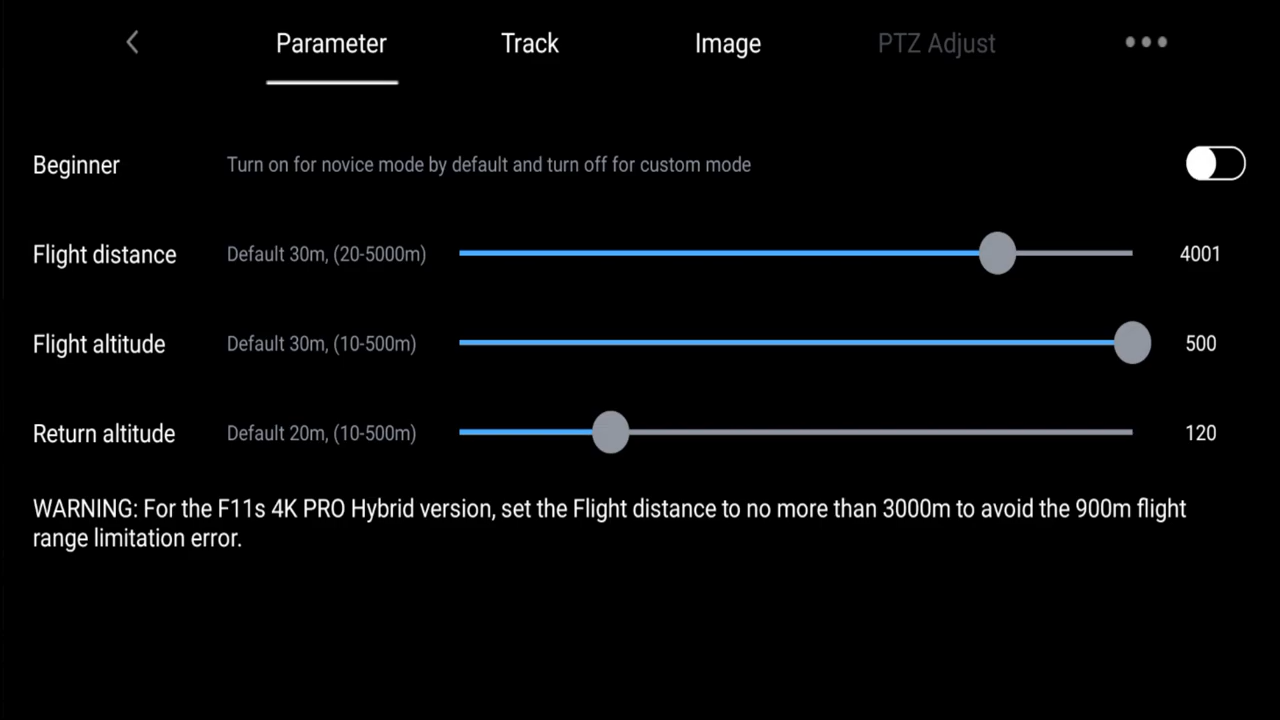 Parameter Track Image PTZ Adjust
Beginner Turn on for novice mode by default and turn off for custom mode
Flight distance Default 30m, (20-5000m) 4001
Flight altitude Default 30m, (10-500m) 500
Return altitude Default 20m, (10-500m) 120
WARNING: For the F11s 4K PRO Hybrid version, set the Flight distance to no more than 3000m to avoid the 900m flight
range limitation error.